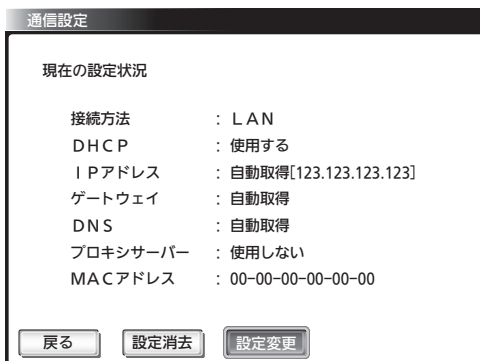 通信設定
現在の設定状況
接続方法 : ＬＡＮ
ＤＨＣＰ : 使用する
ＩＰアドレス : 自動取得[123.123.123.123]
ゲートウェイ : 自動取得
ＤＮＳ : 自動取得
プロキシサーバー : 使用しない
ＭＡＣアドレス : 00-00-00-00-00-00
戻る 設定消去 設定変更